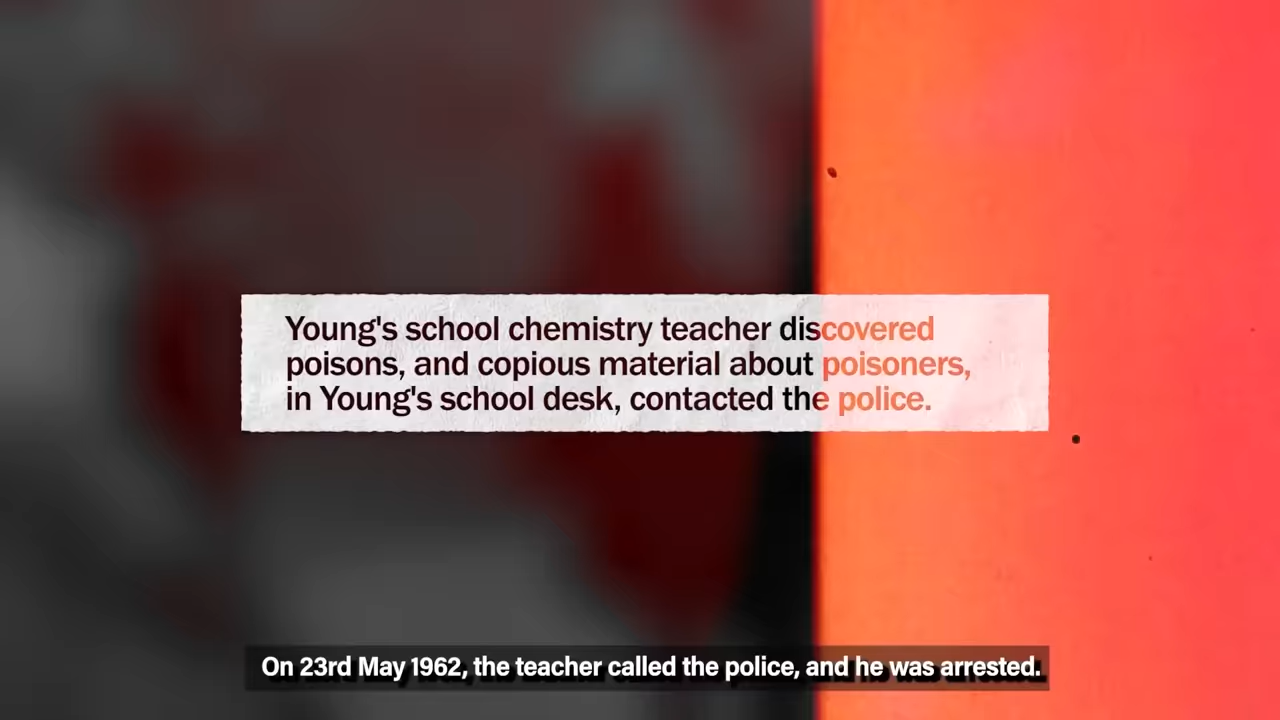 Young's school chemistry teacher discovered
poisons, and copious material about poisoners,
in Young's school desk, contacted the police.
On 23rd May 1962, the teacher called the police, and he was arrested.